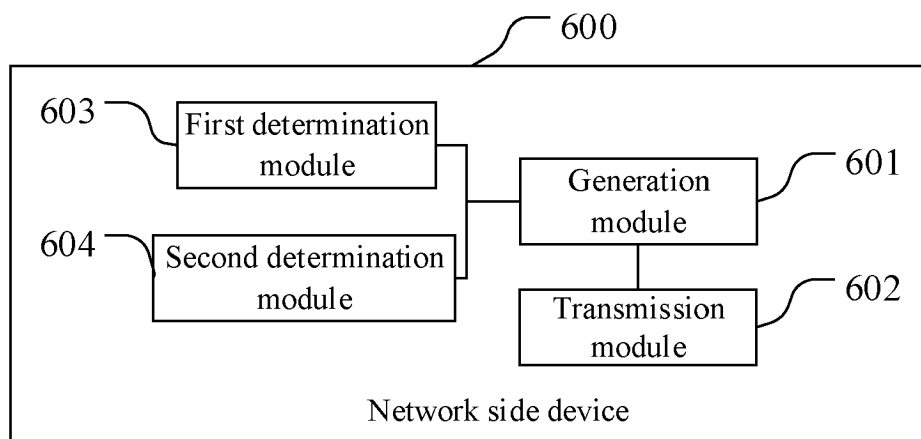 600
603
First determination
module
Generation
module
601
604
Second determination
module
Transmission
module
602
Network side device